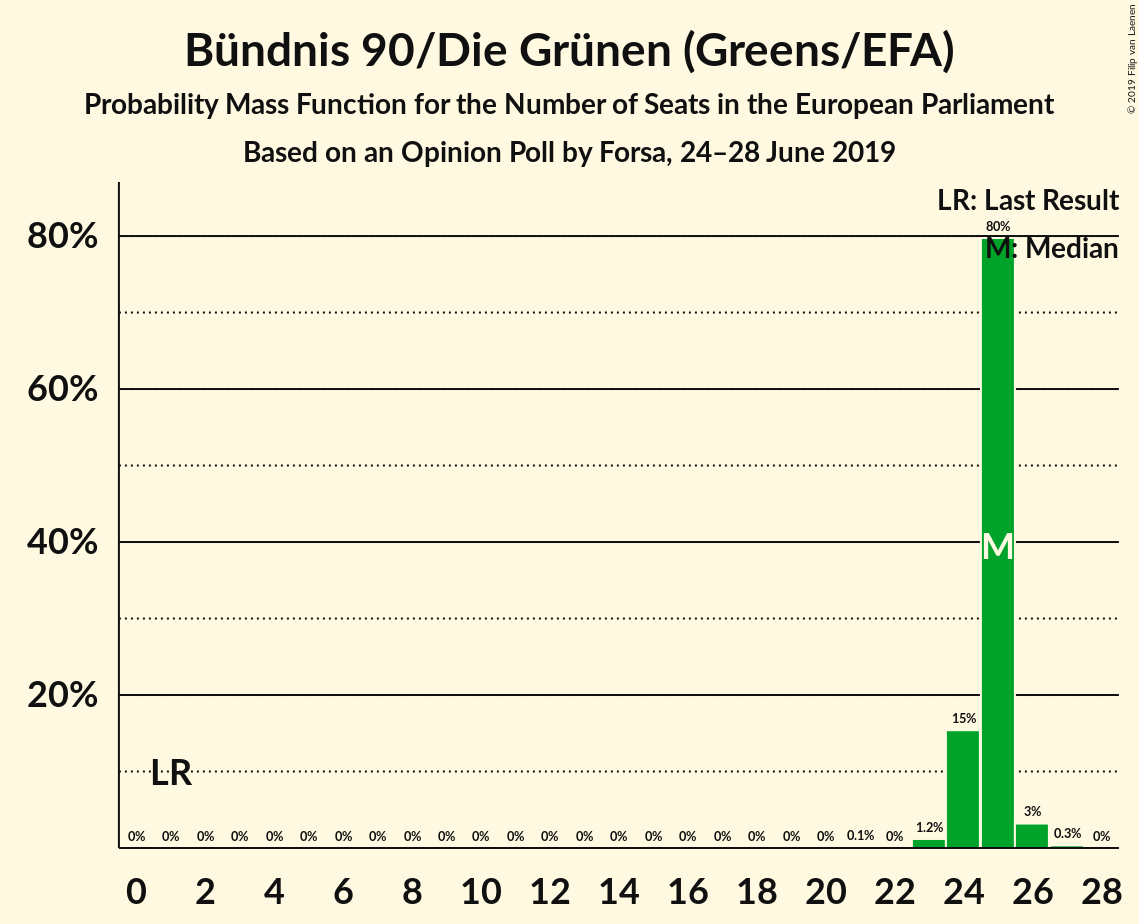 Bündnis 90/Die Grünen (Greens/EFA)
Probability Mass Function for the Number of Seats in the European Parliament
Based on an Opinion Poll by Forsa, 24–28 June 2019
© 2019 Filip van Laenen
LR: Last Result
M: Median
80%
60%
40%
20%
LR
M
0% 0% 0% 0% 0% 0% 0% 0% 0% 0% 0% 0% 0% 0% 0% 0% 0% 0% 0% 0% 0% 0.1% 0% 1.2% 15% 80% 3% 0.3% 0%
0 2 4 6 8 10 12 14 16 18 20 22 24 26 28